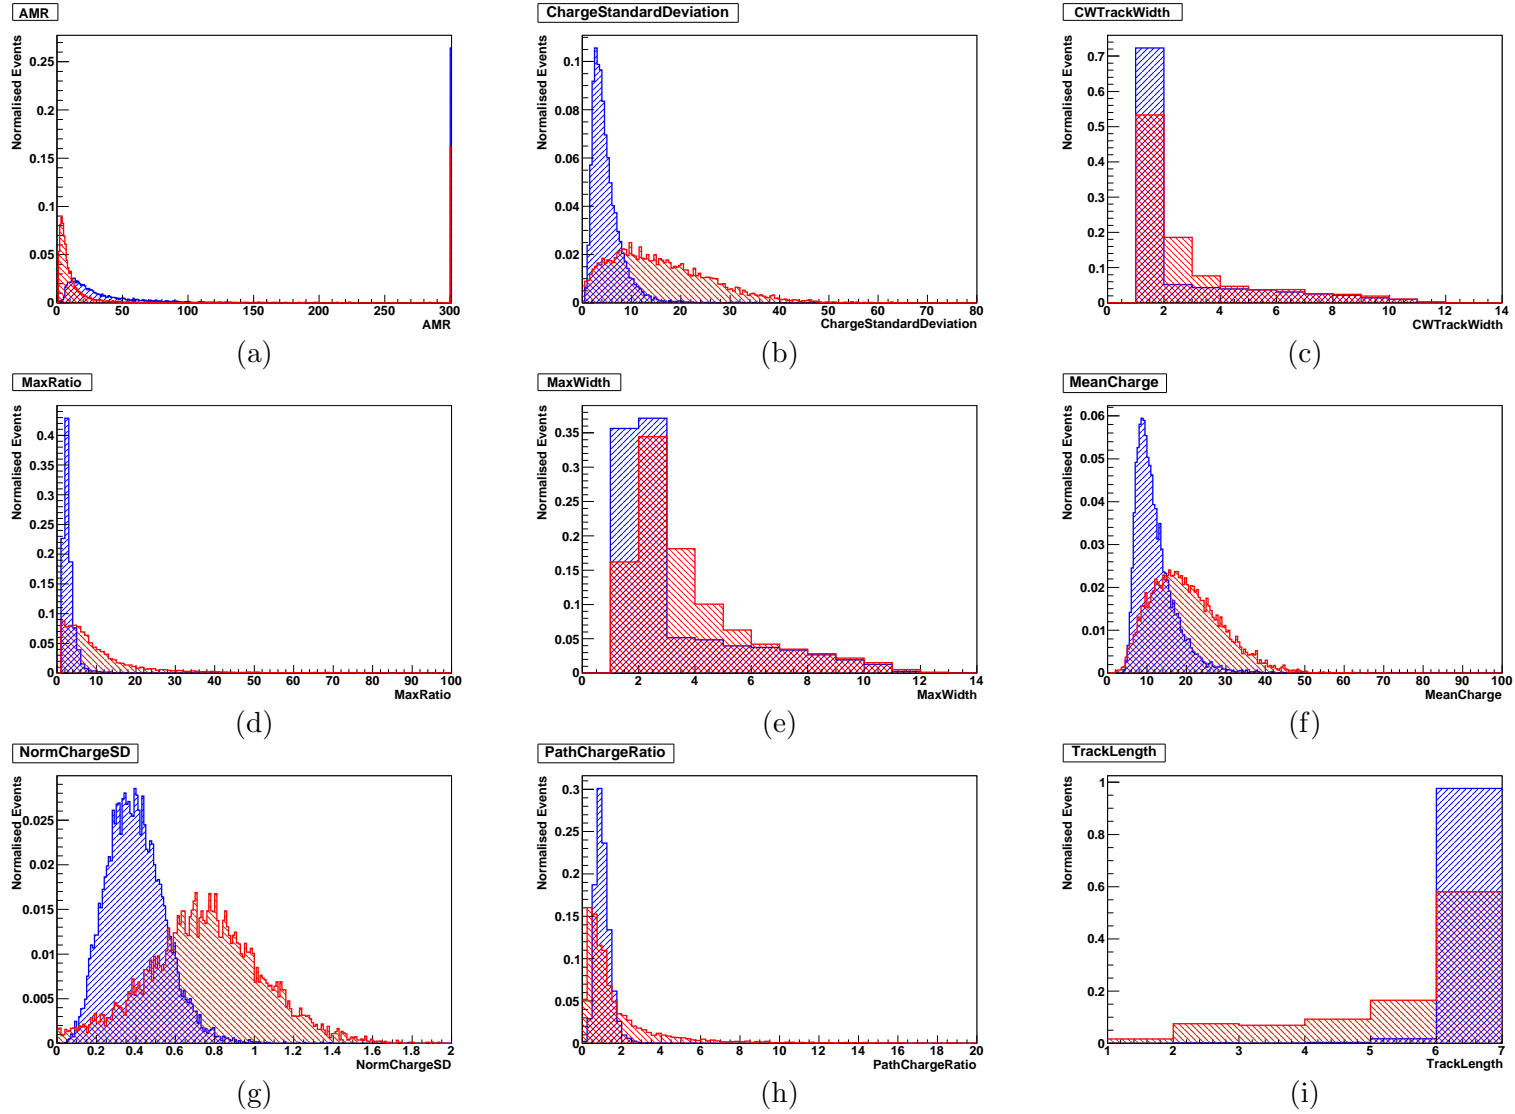 AMR
Normalised Events
0.25
0.2
0.15
0.1
0.05
0
0 50 100 150 200 250 300
AMR
(a)
ChargeStandardDeviation
Normalised Events
0.1
0.08
0.06
0.04
0.02
0
0 10 20 30 40 50 60 70 80
ChargeStandardDeviation
(b)
CWTrackWidth
Normalised Events
0.7
0.6
0.5
0.4
0.3
0.2
0.1
0
0 2 4 6 8 10 12 14
CWTrackWidth
(c)
MaxRatio
Normalised Events
0.4
0.35
0.3
0.25
0.2
0.15
0.1
0.05
0
0 10 20 30 40 50 60 70 80 90 100
MaxRatio
(d)
MaxWidth
Normalised Events
0.35
0.3
0.25
0.2
0.15
0.1
0.05
0
0 2 4 6 8 10 12 14
MaxWidth
(e)
MeanCharge
Normalised Events
0.06
0.05
0.04
0.03
0.02
0.01
0
0 10 20 30 40 50 60 70 80 90 100
MeanCharge
(f)
NormChargeSD
Normalised Events
0.025
0.02
0.015
0.01
0.005
0
0 0.2 0.4 0.6 0.8 1 1.2 1.4 1.6 1.8 2
NormChargeSD
(g)
PathChargeRatio
Normalised Events
0.3
0.25
0.2
0.15
0.1
0.05
0
0 2 4 6 8 10 12 14 16 18 20
PathChargeRatio
(h)
TrackLength
Normalised Events
1
0.8
0.6
0.4
0.2
0
1 2 3 4 5 6 7
TrackLength
(i)